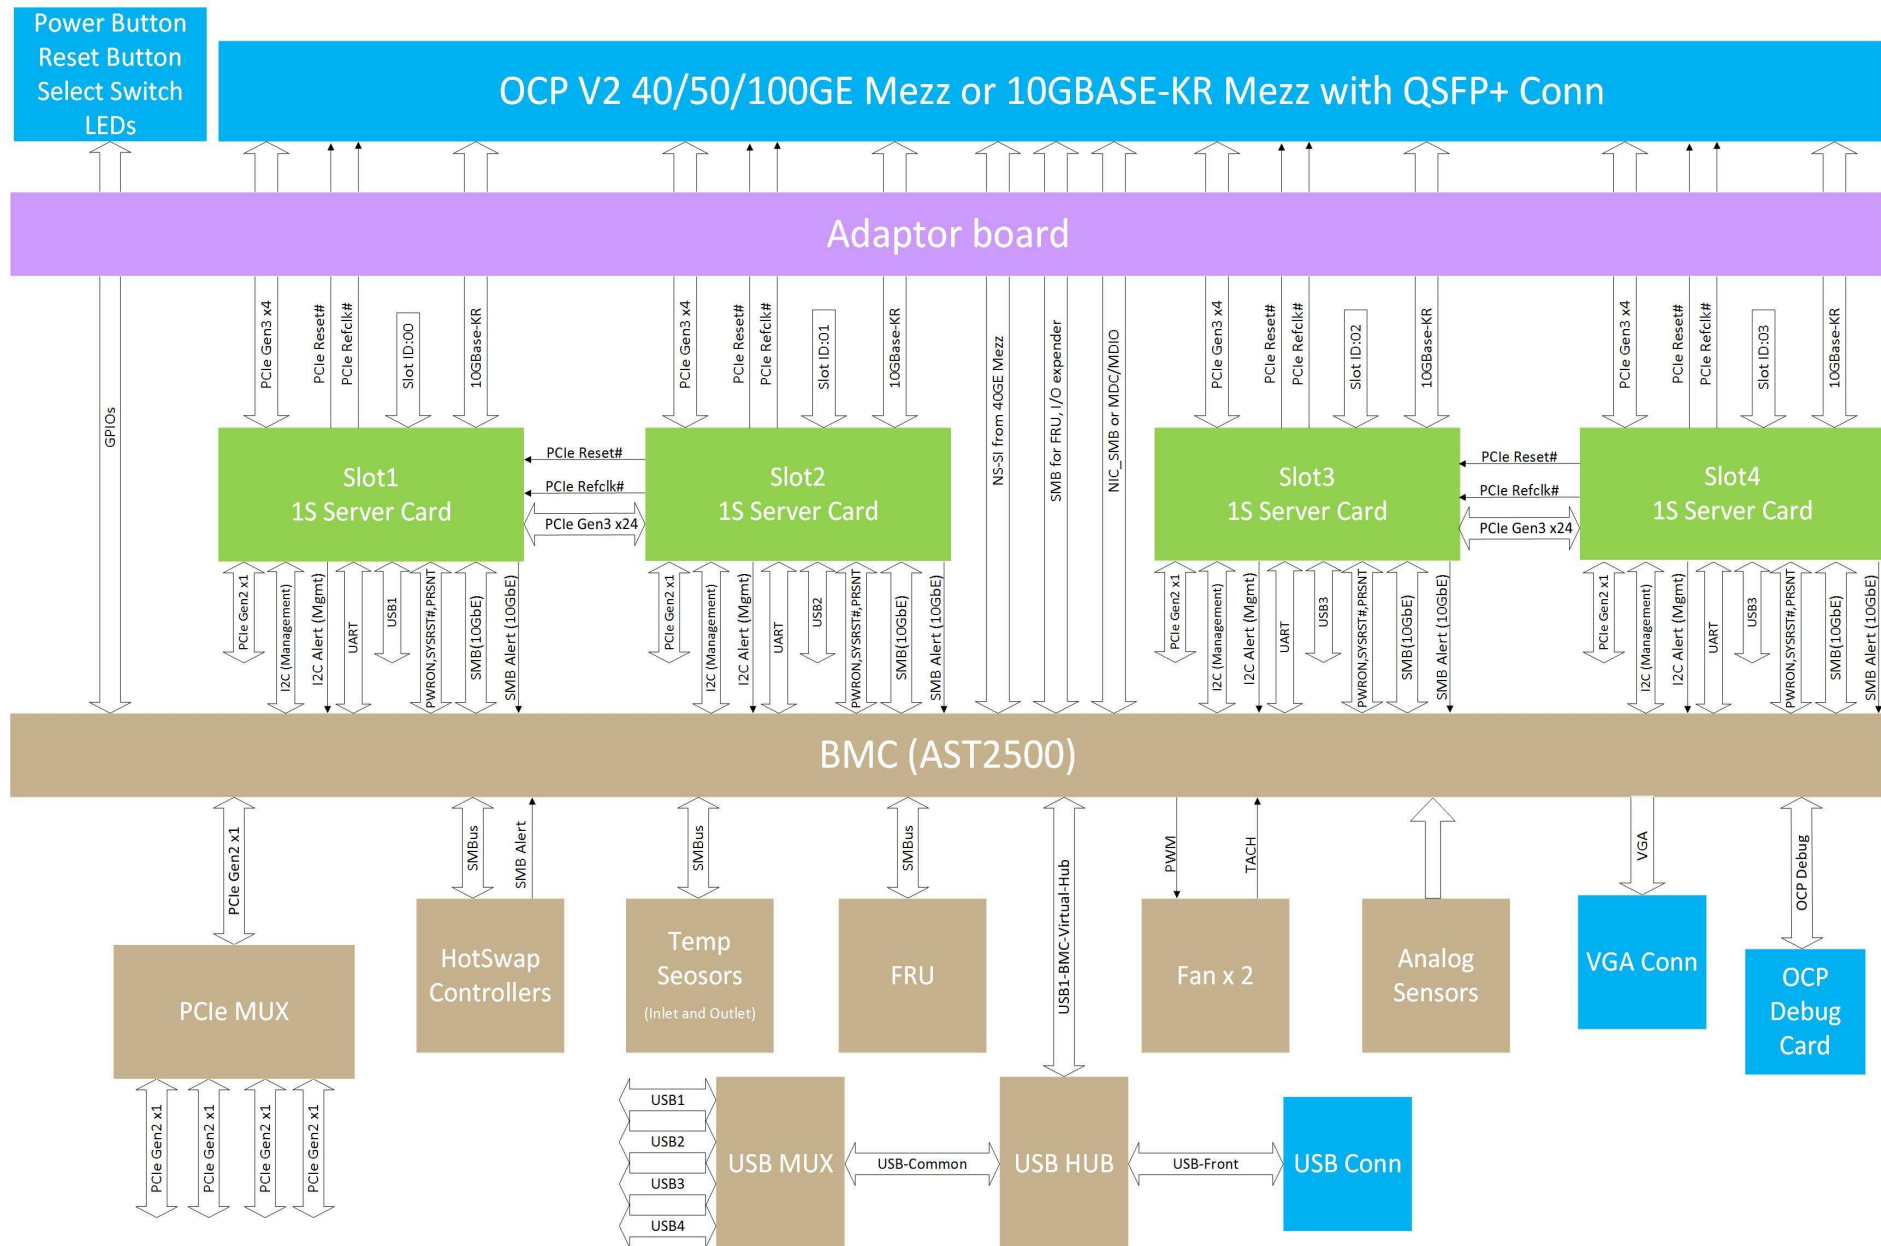 Power Button
Reset Button
Select Switch
LEDs
OCP V2 40/50/100GE Mezz or 10GBASE-KR Mezz with QSFP+ Conn
Adaptor board
GPIOs
PCIe Gen3 x4
PCIe Reset#
PCIe Refclk#
Slot ID:00
10GBase-KR
PCIe Gen3 x4
PCIe Reset#
PCIe Refclk#
Slot ID:01
10GBase-KR
NS-SI from 40GE Mezz
SMB for FRU, I/O expender
NIC_SMB or MDC/MDIO
PCIe Gen3 x4
PCIe Reset#
PCIe Refclk#
Slot ID:02
10GBase-KR
PCIe Gen3 x4
PCIe Reset#
PCIe Refclk#
Slot ID:03
10GBase-KR
Slot1
1S Server Card
PCIe Reset#
PCIe Refclk#
PCIe Gen3 x24
Slot2
1S Server Card
Slot3
1S Server Card
PCIe Reset#
PCIe Refclk#
PCIe Gen3 x24
Slot4
1S Server Card
PCIe Gen2 x1
I2C (Management)
I2C Alert (Mgmt)
UART
USB1
PWRON,SYSRST#,PRSNT
SMB(10GbE)
SMB Alert (10GbE)
PCIe Gen2 x1
I2C (Management)
I2C Alert (Mgmt)
UART
USB2
PWRON,SYSRST#,PRSNT
SMB(10GbE)
SMB Alert (10GbE)
PCIe Gen2 x1
I2C (Management)
I2C Alert (Mgmt)
UART
USB3
PWRON,SYSRST#,PRSNT
SMB(10GbE)
SMB Alert (10GbE)
PCIe Gen2 x1
I2C (Management)
I2C Alert (Mgmt)
UART
USB3
PWRON,SYSRST#,PRSNT
SMB(10GbE)
SMB Alert (10GbE)
BMC (AST2500)
PCIe Gen2 x1
SMBus
SMB Alert
SMBus
SMBus
USB1-BMC-Virtual-Hub
PWM
TACH
VGA
OCP Debug
PCIe MUX
HotSwap
Controllers
Temp
Seosors
(Inlet and Outlet)
FRU
Fan x 2
Analog
Sensors
VGA Conn
OCP
Debug
Card
PCIe Gen2 x1
PCIe Gen2 x1
PCIe Gen2 x1
PCIe Gen2 x1
USB1
USB2
USB3
USB4
USB MUX
USB-Common
USB HUB
USB-Front
USB Conn